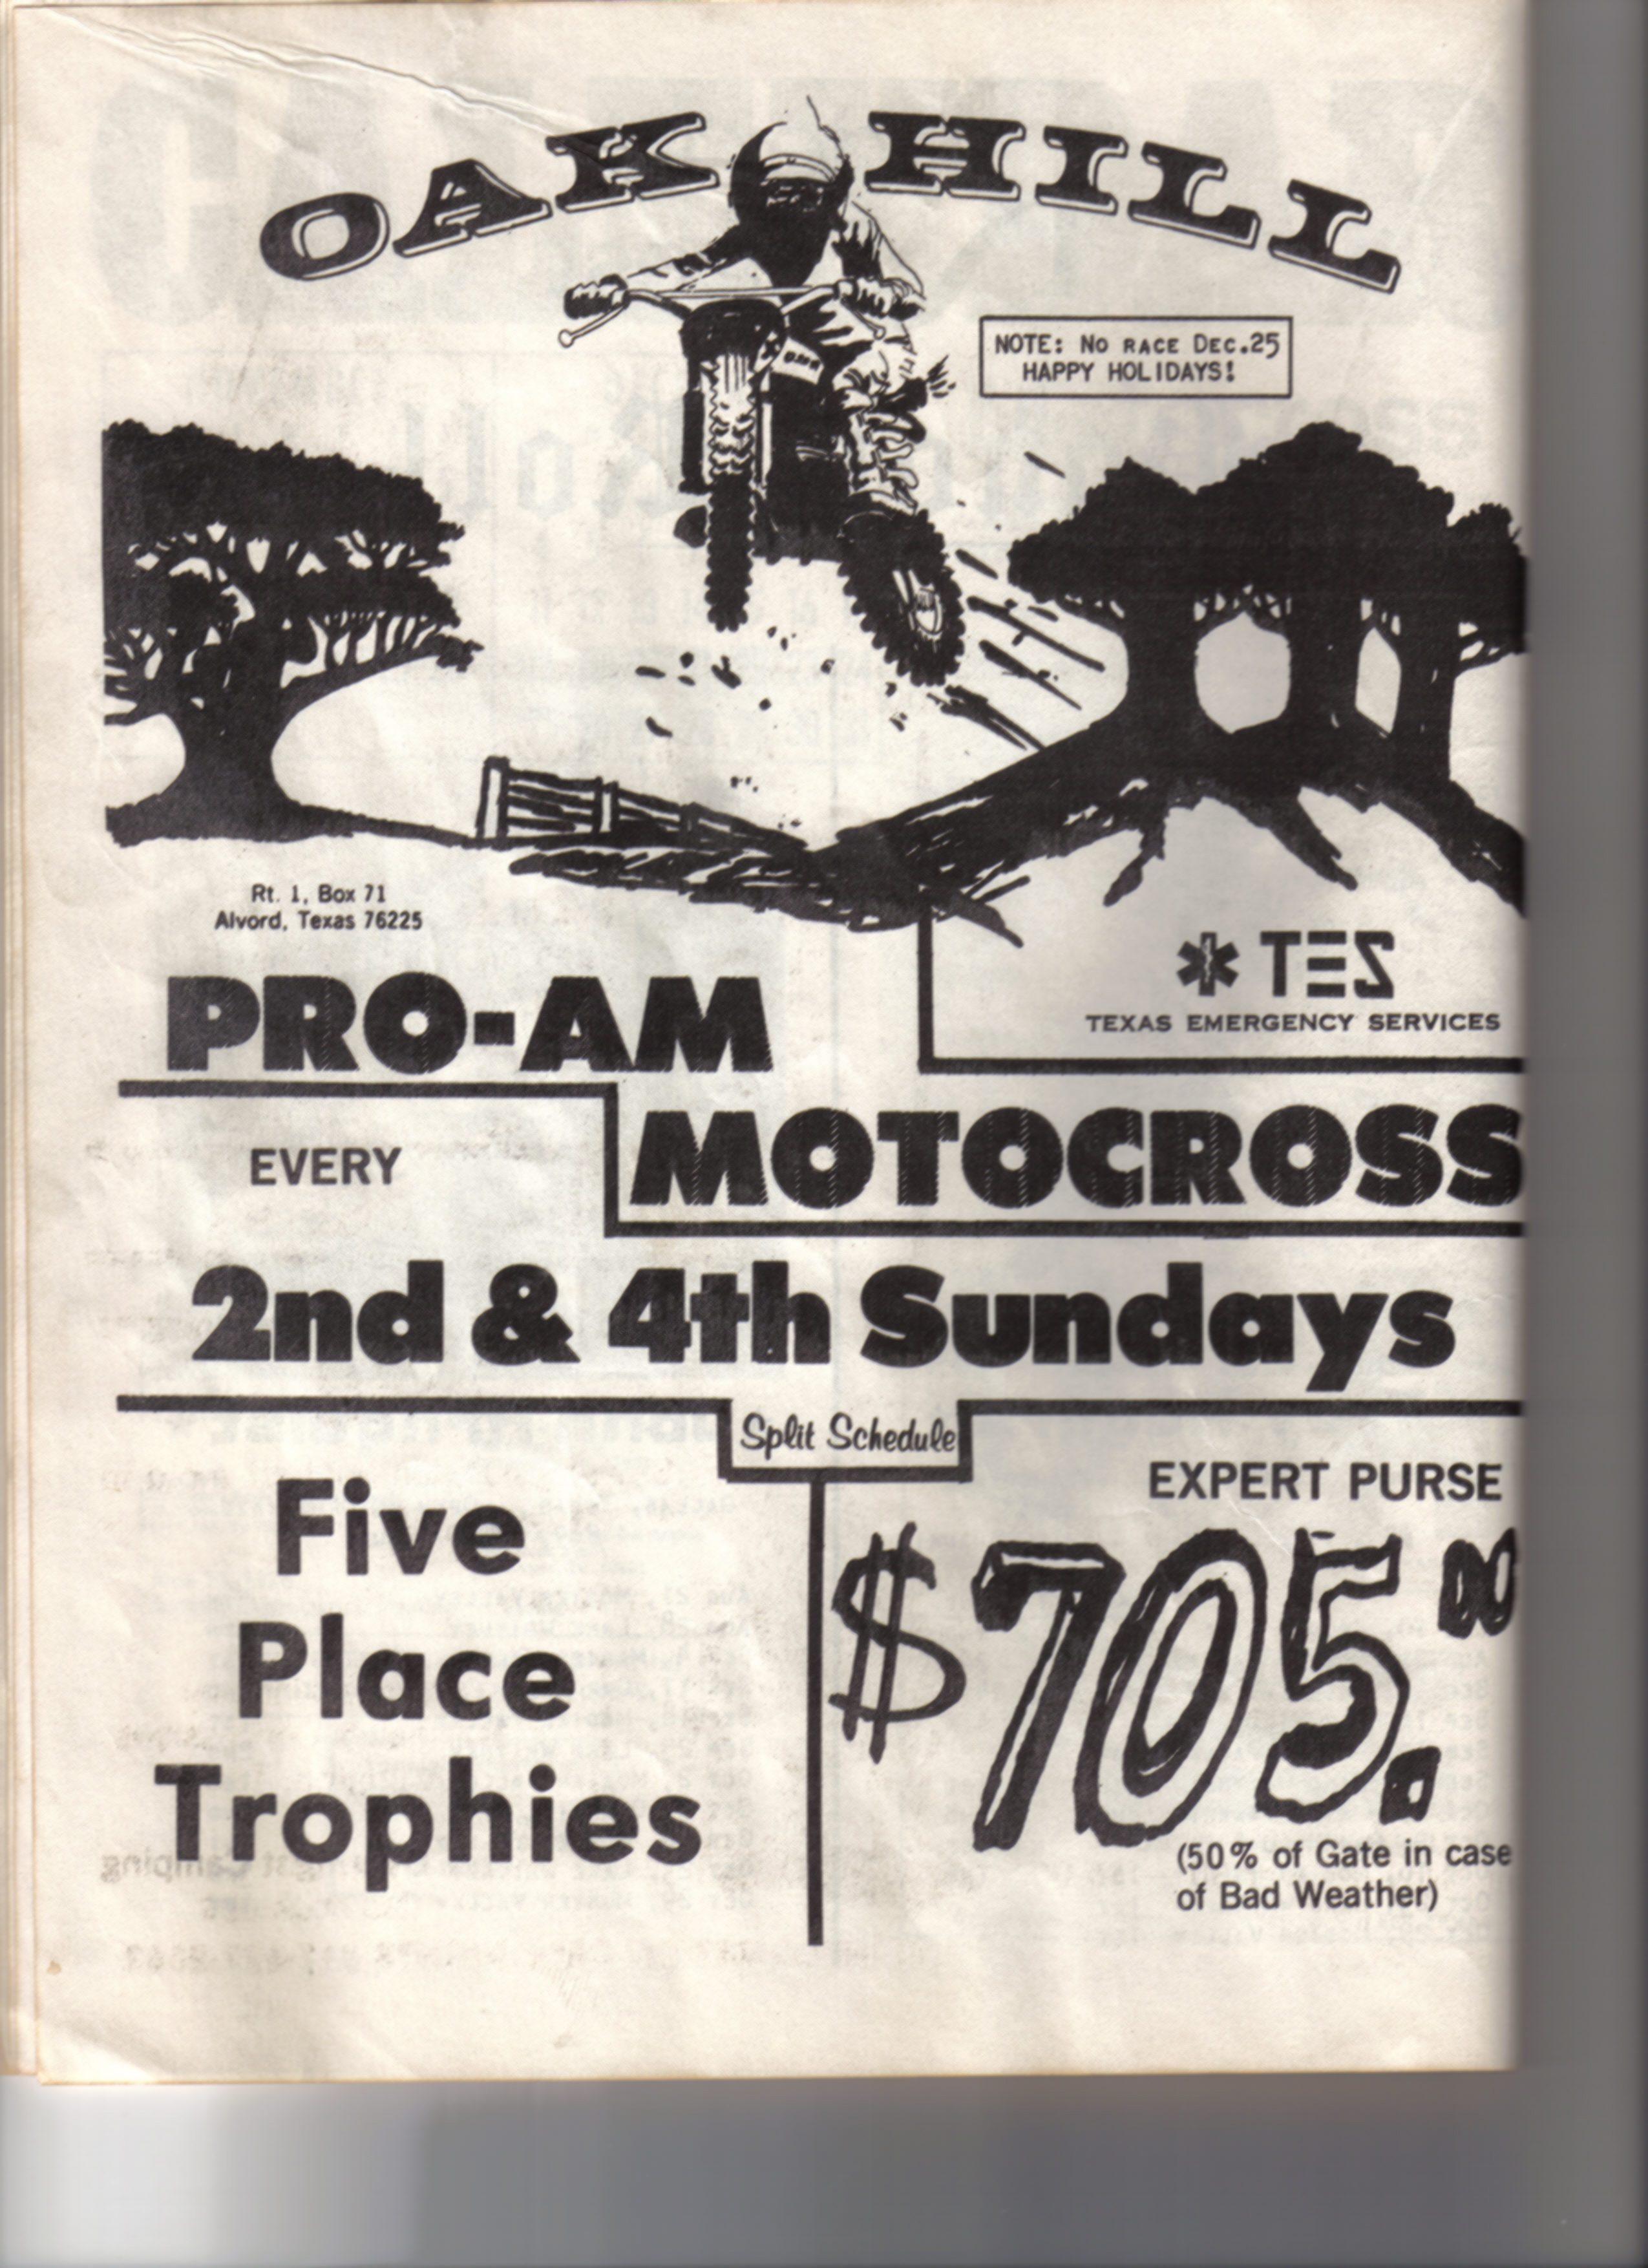 OAK HILL
NOTE: No RACE DEC.25
HAPPY HOLIDAYS!
Rt. 1, Box 71
Alvord, Texas 76225
TES
TEXAS EMERGENCY SERVICES
PRO-AM
MOTOCROSS
EVERY
2nd & 4th Sundays
Split Schedule
Five
Place
Trophies
EXPERT PURSE
$705.00
(50% of Gate in case
of Bad Weather)